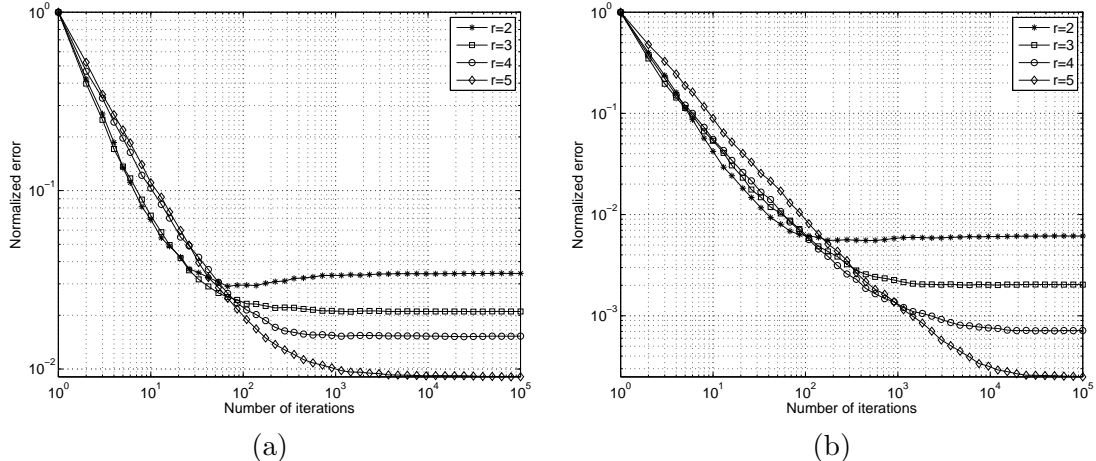 10^0
10^-1
10^-2
10^0
10^1
10^2
10^3
10^4
10^5
Number of iterations
Normalized error
r=2
r=3
r=4
r=5
(a)
10^0
10^-1
10^-2
10^-3
10^0
10^1
10^2
10^3
10^4
10^5
Number of iterations
Normalized error
r=2
r=3
r=4
r=5
(b)